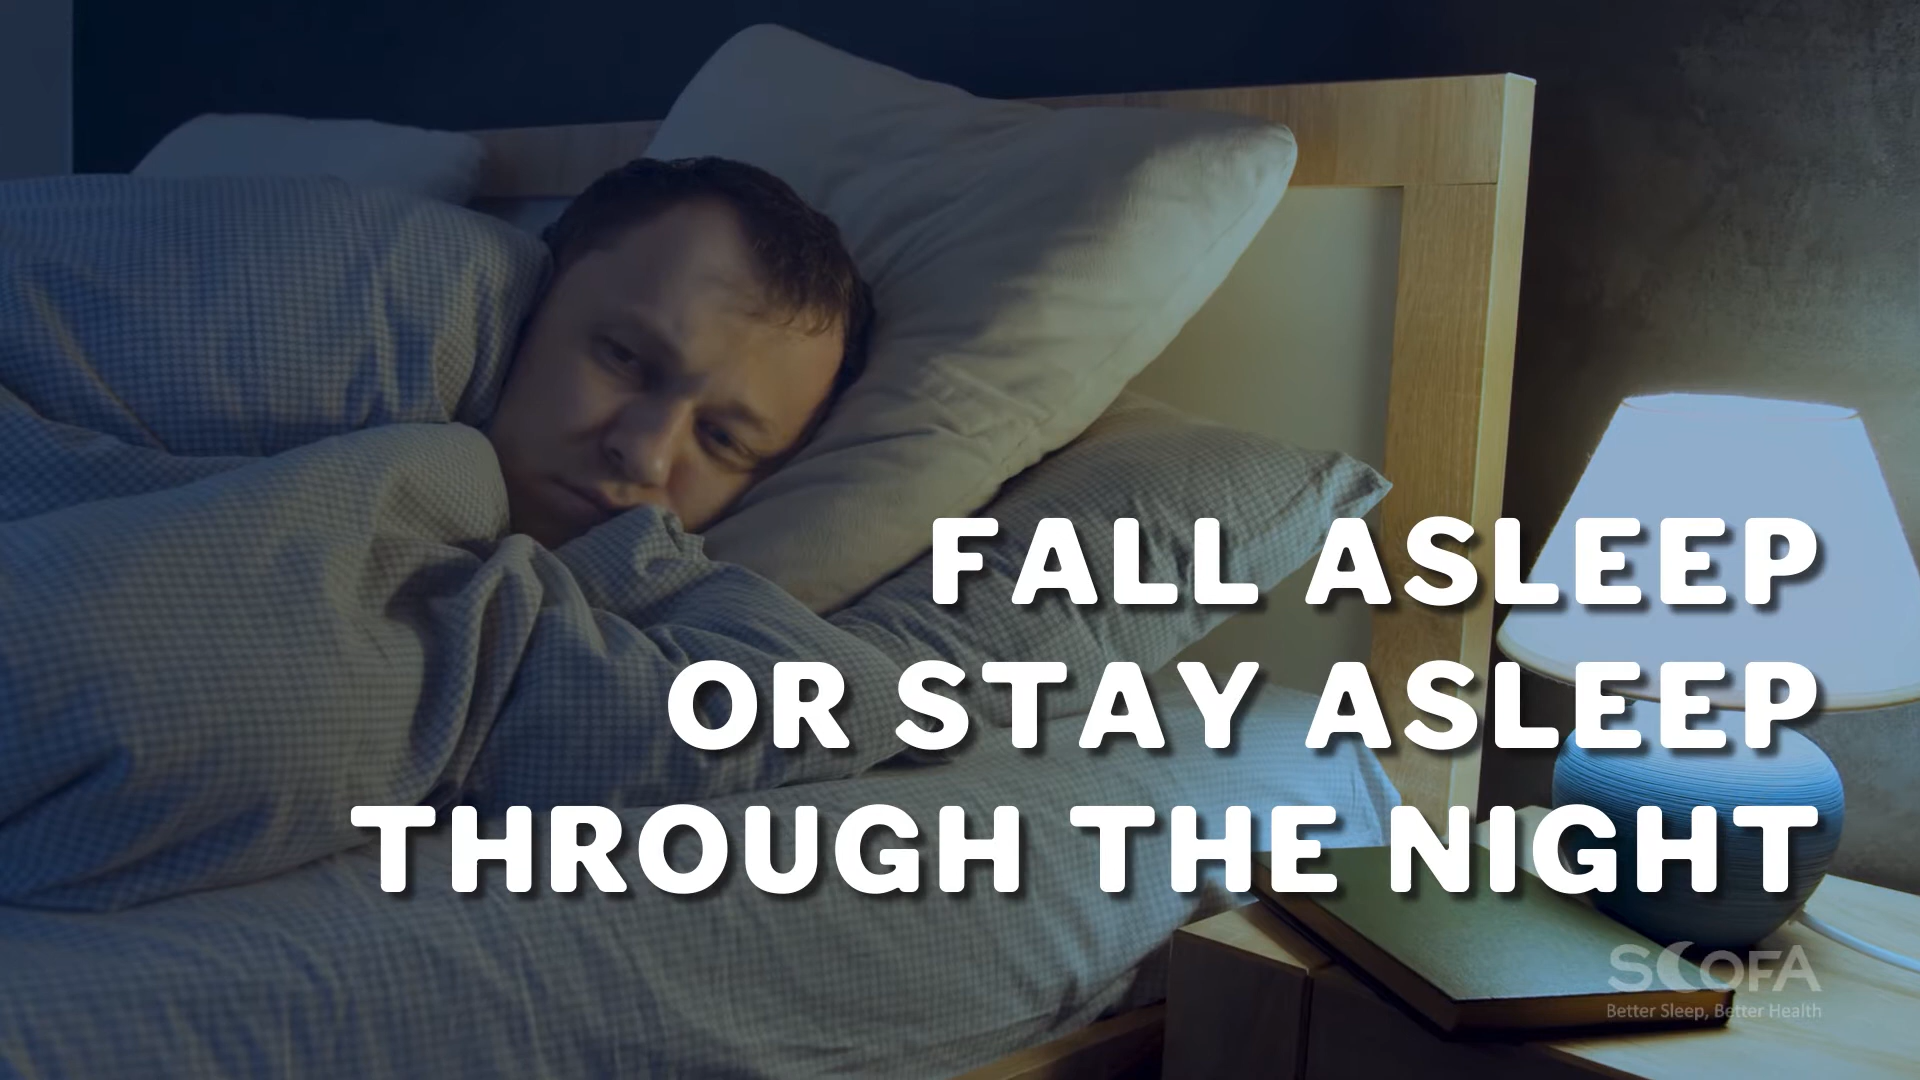 FALL ASLEEP
OR STAY ASLEEP
THROUGH THE NIGHT
SCOFA
Better Sleep, Better Health